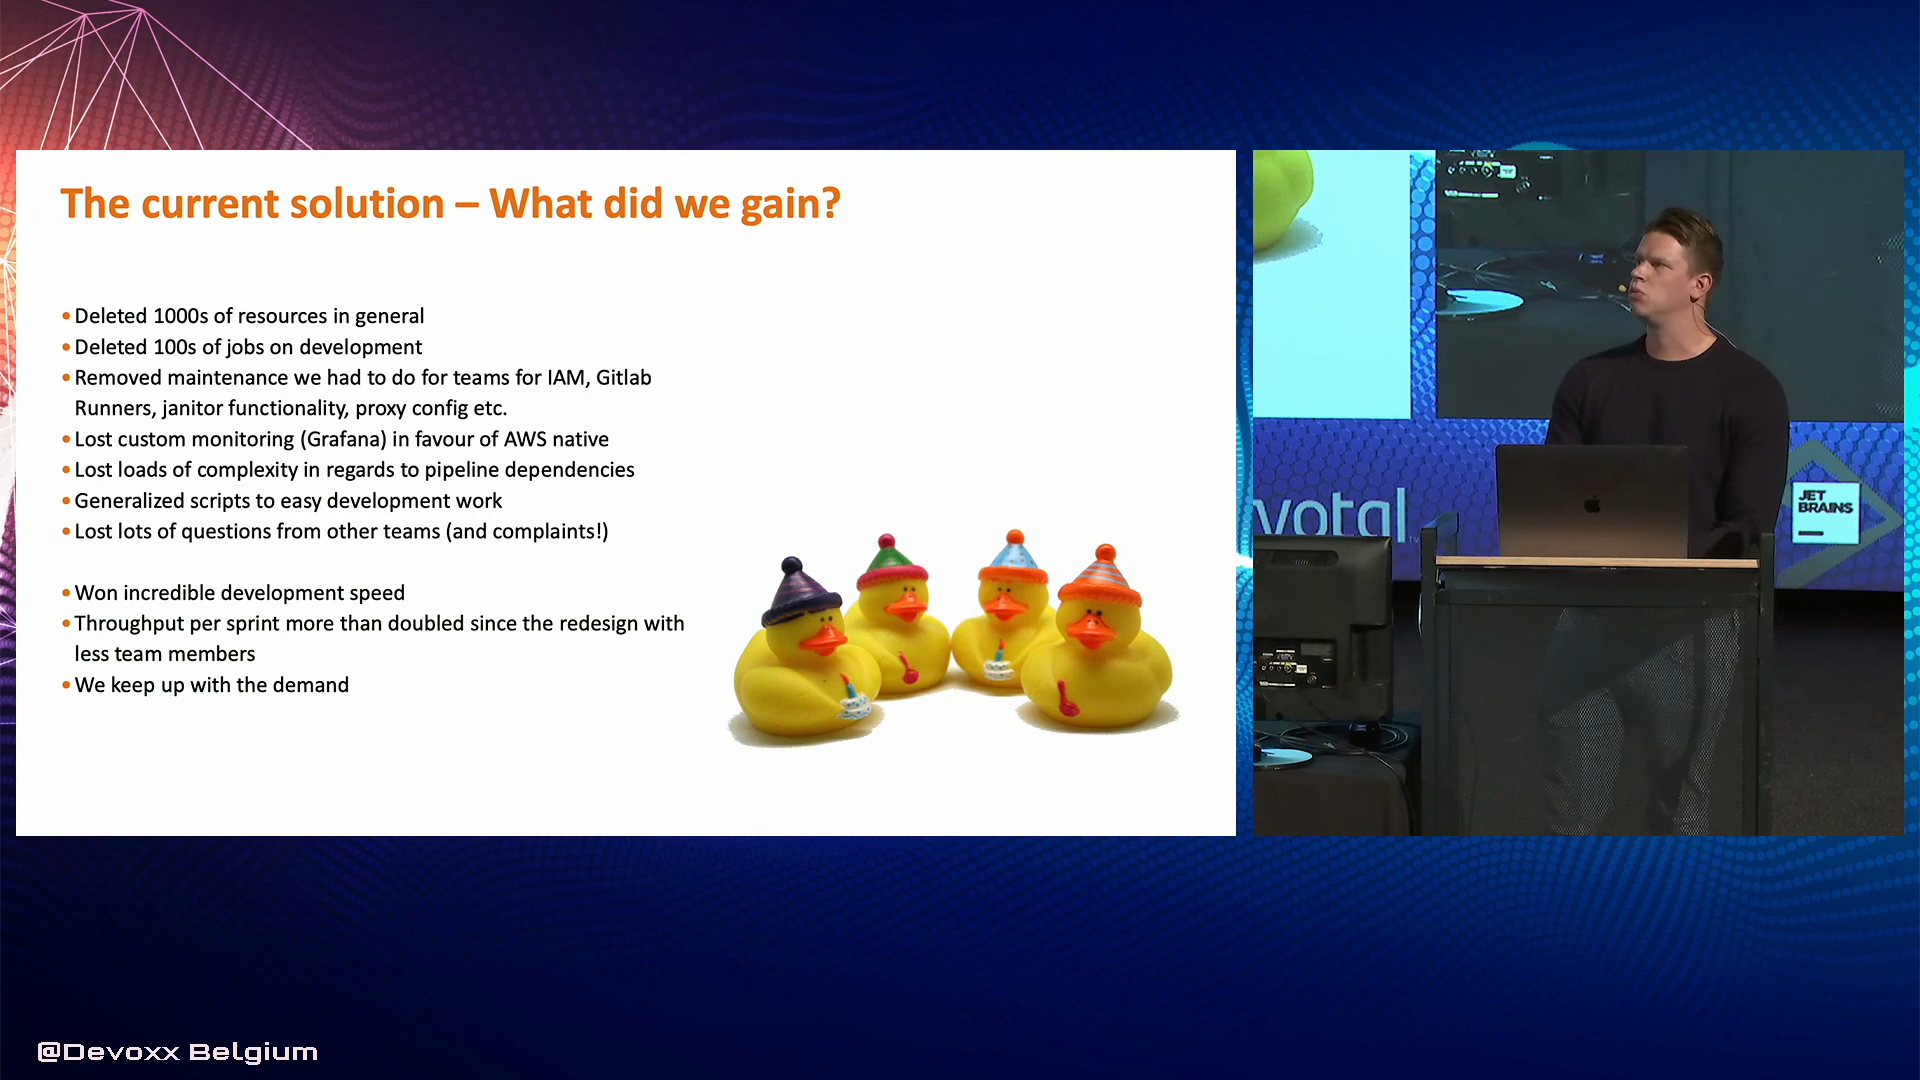 The current solution – What did we gain?
•Deleted 1000s of resources in general
•Deleted 100s of jobs on development
•Removed maintenance we had to do for teams for IAM, Gitlab
Runners, janitor functionality, proxy config etc.
•Lost custom monitoring (Grafana) in favour of AWS native
•Lost loads of complexity in regards to pipeline dependencies
•Generalized scripts to easy development work
•Lost lots of questions from other teams (and complaints!)
•Won incredible development speed
•Throughput per sprint more than doubled since the redesign with
less team members
•We keep up with the demand
votal
JET
BRAINS
@Devoxx Belgium